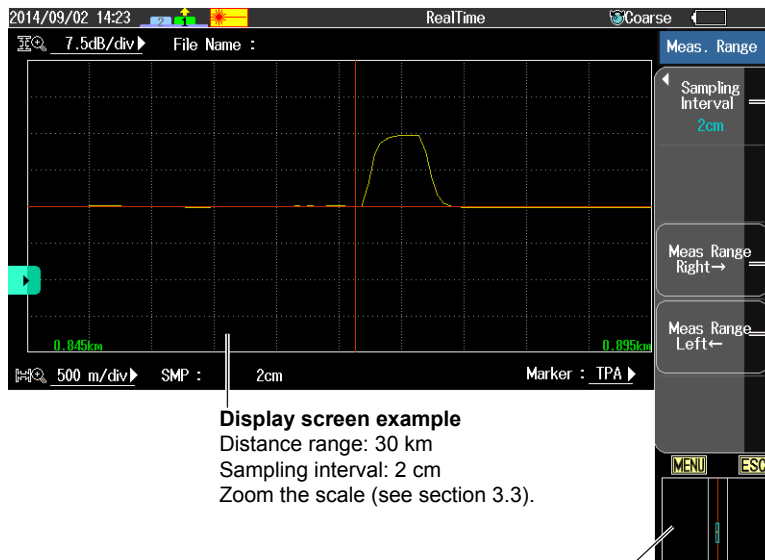 2014/09/02 14:23 2 1 RealTime Coarse
7.5dB/div File Name :
Meas. Range
Sampling
Interval
2cm
Meas Range
Right→
Meas Range
Left←
0.845km 0.895km
500 m/div SMP : 2cm Marker : TPA
MENU ESC
Display screen example
Distance range: 30 km
Sampling interval: 2 cm
Zoom the scale (see section 3.3).